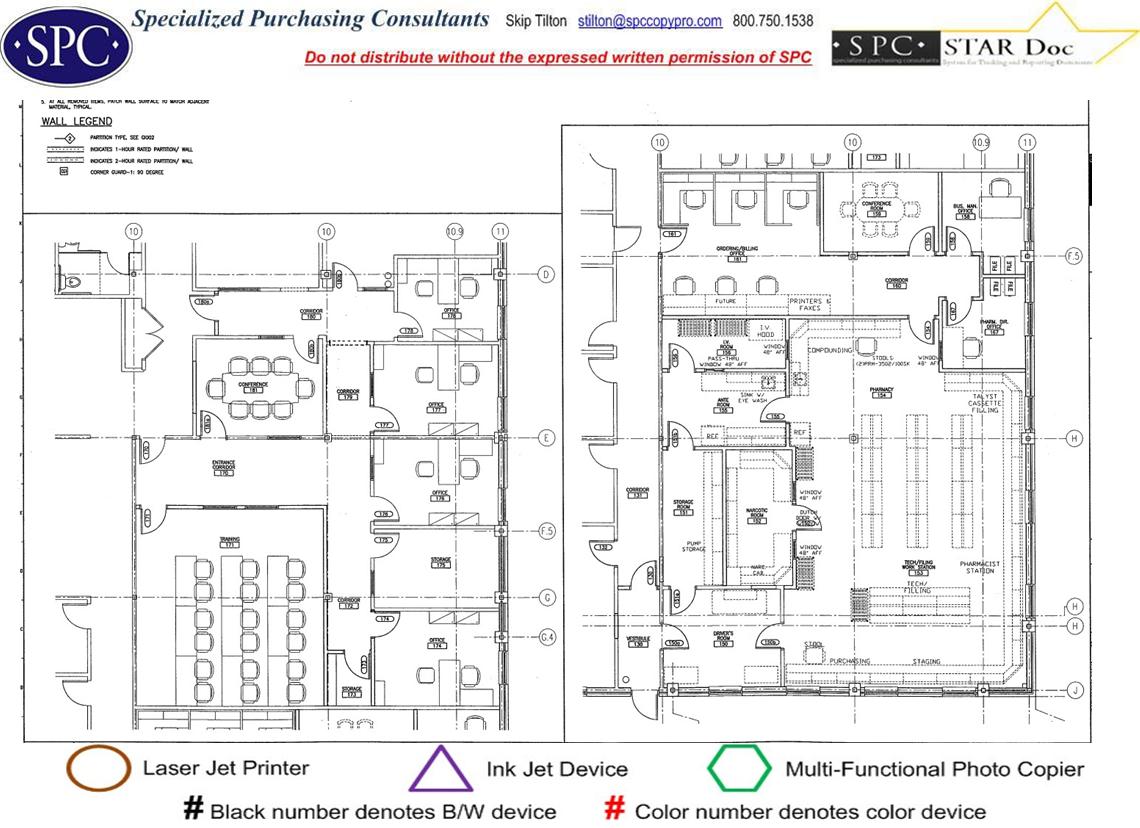 SPC
Specialized Purchasing Consultants Skip Tilton stilton@spccopypro.com 800.750.1538
Do not distribute without the expressed written permission of SPC
SPC STAR Doc
specialized purchasing consultants
System for Tracking and Reporting Documents
5. AT ALL REMOVED ITEMS, PATCH WALL SURFACE TO MATCH ADJACENT
MATERIAL, TYPICAL.
WALL LEGEND
PARTITION TYPE, SEE
INDICATES 1-HOUR RATED PARTITION/ WALL
INDICATES 2-HOUR RATED PARTITION/ WALL
CORNER GUARD-1: 90 DEGREE
10 10 10.9 11
D
CORRIDOR
180
OFFICE
178
178
CONFERENCE
181
CORRIDOR
179
OFFICE
177
177
E
ENTRANCE
CORRIDOR
170
OFFICE
176
176
F.5
TRAINING
171
175
STORAGE
175
G
CORRIDOR
172
174
OFFICE
174
G.4
STORAGE
173
10 10 10.9 11
173
CONFERENCE
ROOM
159
BUS. MAN.
OFFICE
158
161
ORDERING/BILLING
OFFICE
161
F.5
CORRIDOR
160
FILE FILE
FILE FILE
FUTURE
PRINTERS &
FAXES
PHARM. DIR.
OFFICE
157
I.V.
ROOM
156
I.V.
HOOD
PASS-THRU
WINDOW 48" AFF
WINDOW
48" AFF
COMPOUNDING
STOOLS
WINDOW
48" AFF
PHARMACY
154
TALYST
CASSETTE
FILLING
SINK W/
EYE WASH
ANTE
ROOM
155
155
REF
REF
H
CORRIDOR
131
STORAGE
ROOM
151
NARCOTIC
ROOM
152
WINDOW
48" AFF
DUTCH
DOOR W/
WINDOW
48" AFF
PUMP
STORAGE
NARC
CAB.
TECH/FILING
WORK STATION
153
PHARMACIST
STATION
TECH/
FILLING
132
H
H
VESTIBULE
130
DRIVER'S
ROOM
150
STOOL
PURCHASING
STAGING
J
Laser Jet Printer
Ink Jet Device
Multi-Functional Photo Copier
# Black number denotes B/W device
# Color number denotes color device